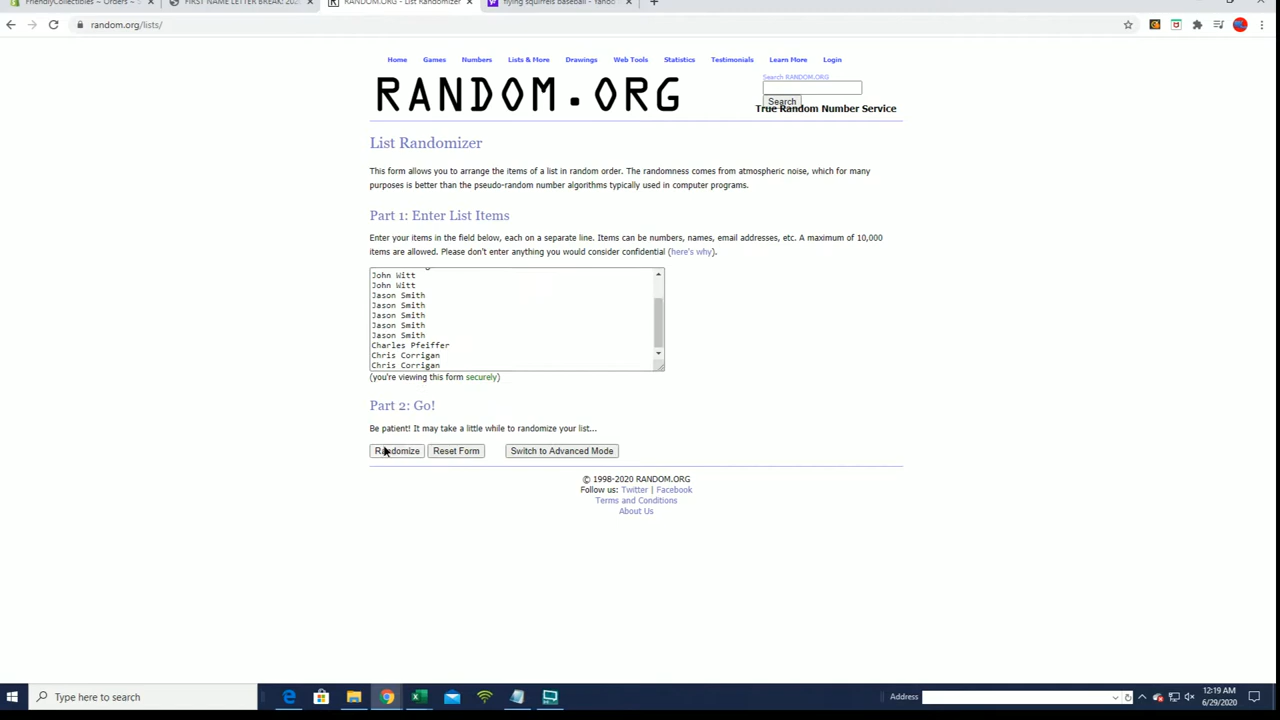 FriendlyCollectibles – Orders –
FIRST NAME LETTER BREAK: 202
RANDOM.ORG - List Randomizer
flying squirrels baseball - Yahoo
random.org/lists/
Home Games Numbers Lists & More Drawings Web Tools Statistics Testimonials Learn More Login
RANDOM.ORG
Search RANDOM.ORG
Search
True Random Number Service
List Randomizer
This form allows you to arrange the items of a list in random order. The randomness comes from atmospheric noise, which for many
purposes is better than the pseudo-random number algorithms typically used in computer programs.
Part 1: Enter List Items
Enter your items in the field below, each on a separate line. Items can be numbers, names, email addresses, etc. A maximum of 10,000
items are allowed. Please don't enter anything you would consider confidential (here's why).
John Witt
John Witt
Jason Smith
Jason Smith
Jason Smith
Jason Smith
Jason Smith
Charles Pfeiffer
Chris Corrigan
Chris Corrigan
(you're viewing this form securely)
Part 2: Go!
Be patient! It may take a little while to randomize your list...
Randomize Reset Form Switch to Advanced Mode
© 1998-2020 RANDOM.ORG
Follow us: Twitter | Facebook
Terms and Conditions
About Us
Type here to search
Address
12:19 AM
6/29/2020